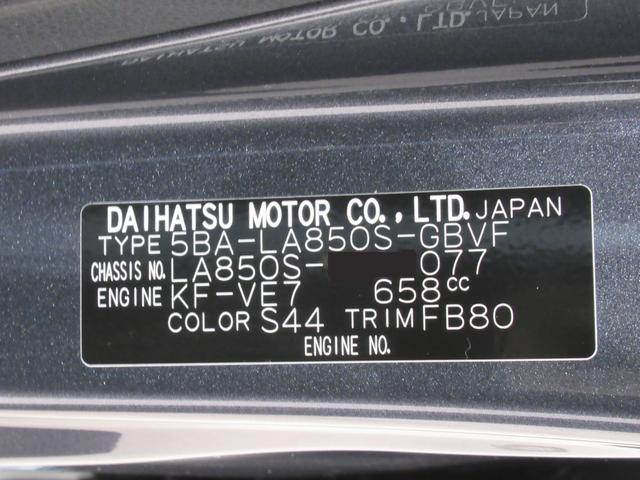 DAIHATSU MOTOR CO., LTD. JAPAN
TYPE 5BA-LA850S-GBVF
CHASSIS NO. LA850S- 077
ENGINE KF-VE7 658cc
COLOR S44 TRIM FB80
ENGINE NO.